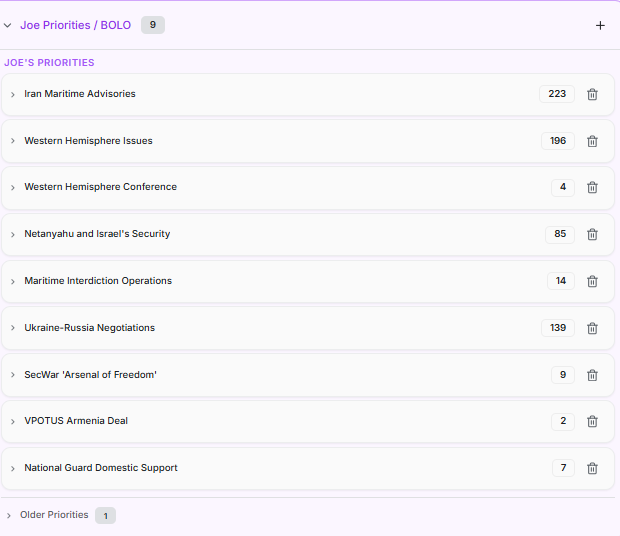 Joe Priorities / BOLO 9
JOE'S PRIORITIES
Iran Maritime Advisories 223
Western Hemisphere Issues 196
Western Hemisphere Conference 4
Netanyahu and Israel's Security 85
Maritime Interdiction Operations 14
Ukraine-Russia Negotiations 139
SecWar 'Arsenal of Freedom' 9
VPOTUS Armenia Deal 2
National Guard Domestic Support 7
Older Priorities 1